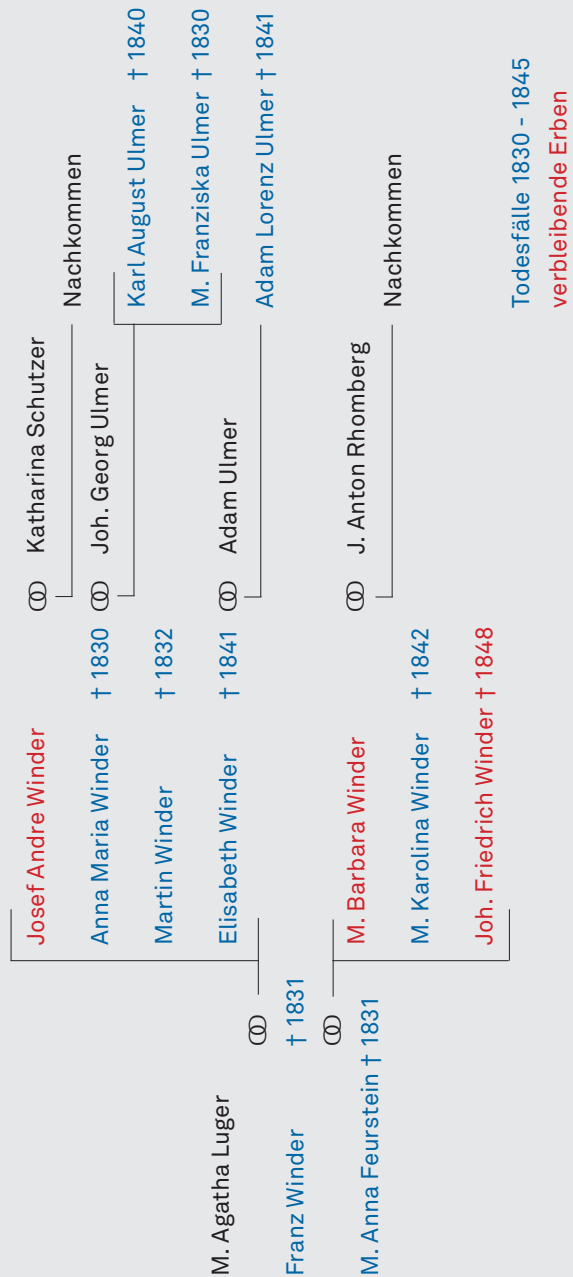 M. Agatha Luger
Franz Winder † 1831
M. Anna Feurstein † 1831
Josef Andre Winder
Anna Maria Winder † 1830
Martin Winder † 1832
Elisabeth Winder † 1841
M. Barbara Winder
M. Karolina Winder † 1842
Joh. Friedrich Winder † 1848
Katharina Schutzer
Nachkommen
Joh. Georg Ulmer
Karl August Ulmer † 1840
M. Franziska Ulmer † 1830
Adam Ulmer
Adam Lorenz Ulmer † 1841
J. Anton Rhomberg
Nachkommen
Todesfälle 1830 - 1845
verbleibende Erben